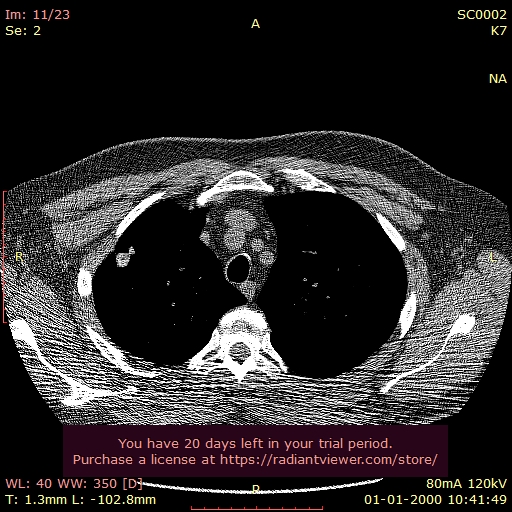 Im: 11/23
Se: 2
A
SC0002
K7
NA
R
L
You have 20 days left in your trial period.
Purchase a license at https://radiantviewer.com/store/
WL: 40 WW: 350 [D]
T: 1.3mm L: -102.8mm
P
80mA 120kV
01-01-2000 10:41:49